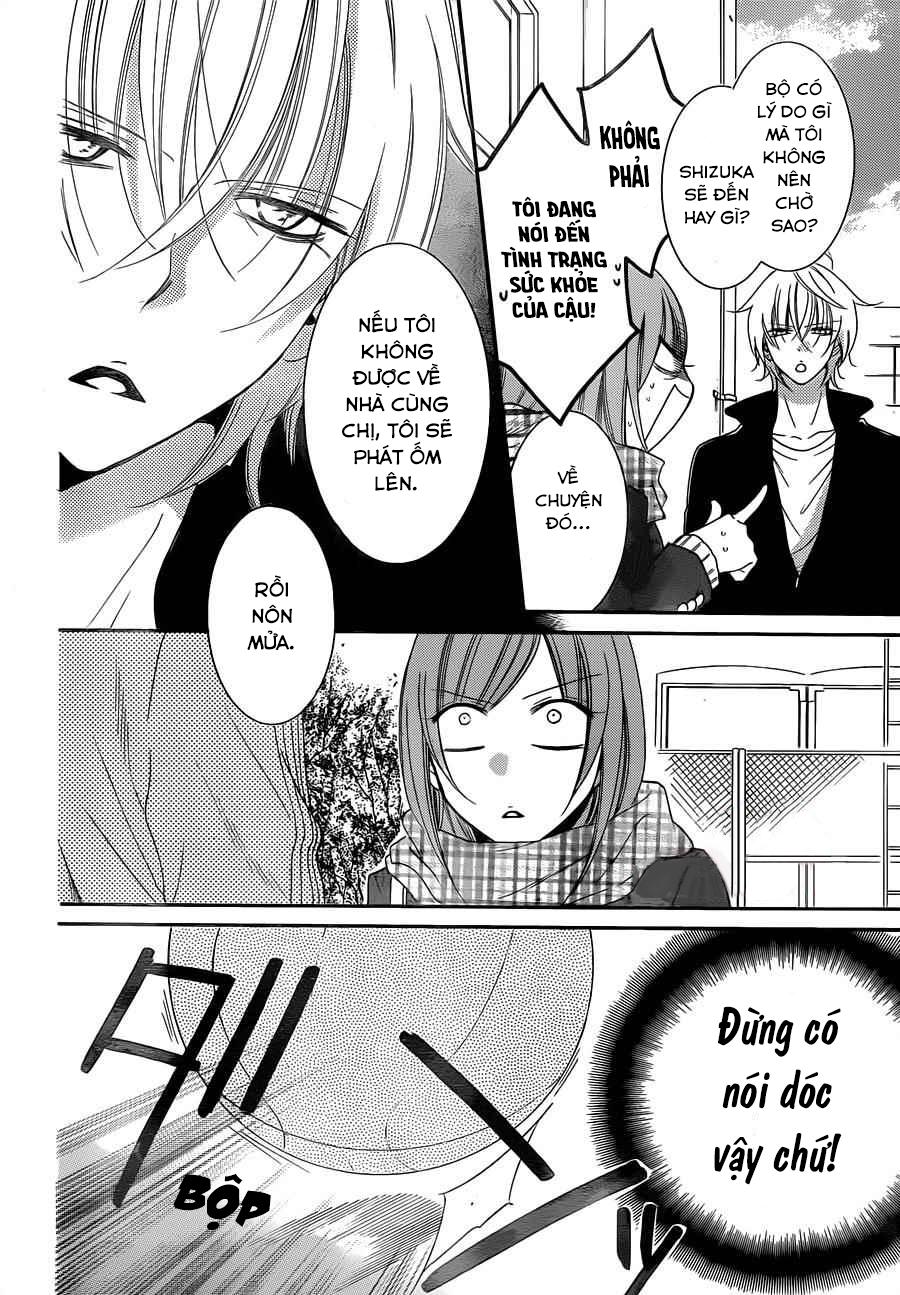 BỘ CÓ
LÝ DO GÌ
MÀ TÔI
KHÔNG
NÊN
CHỜ
SAO?
SHIZUKA
SẼ ĐẾN
HAY GÌ?
KHÔNG
PHẢI
TÔI ĐANG
NÓI ĐẾN
TÌNH TRẠNG
SỨC KHỎE
CỦA CẬU!
VỀ
CHUYỆN
ĐÓ...
NẾU TÔI
KHÔNG
ĐƯỢC VỀ
NHÀ CÙNG
CHỊ, TÔI SẼ
PHÁT ỐM
LÊN.
RỒI
NÔN
MỬA.
Đừng có
nói dóc
vậy chứ!
BỘP